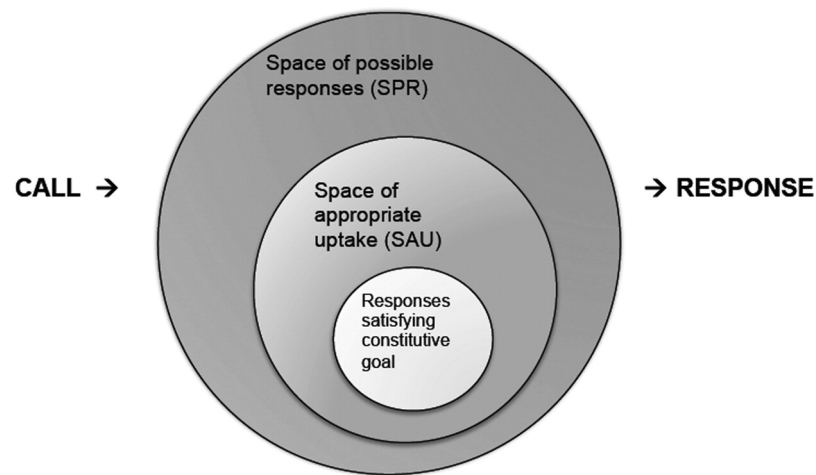 Space of possible
responses (SPR)
CALL →
→ RESPONSE
Space of
appropriate
uptake (SAU)
Responses
satisfying
constitutive
goal